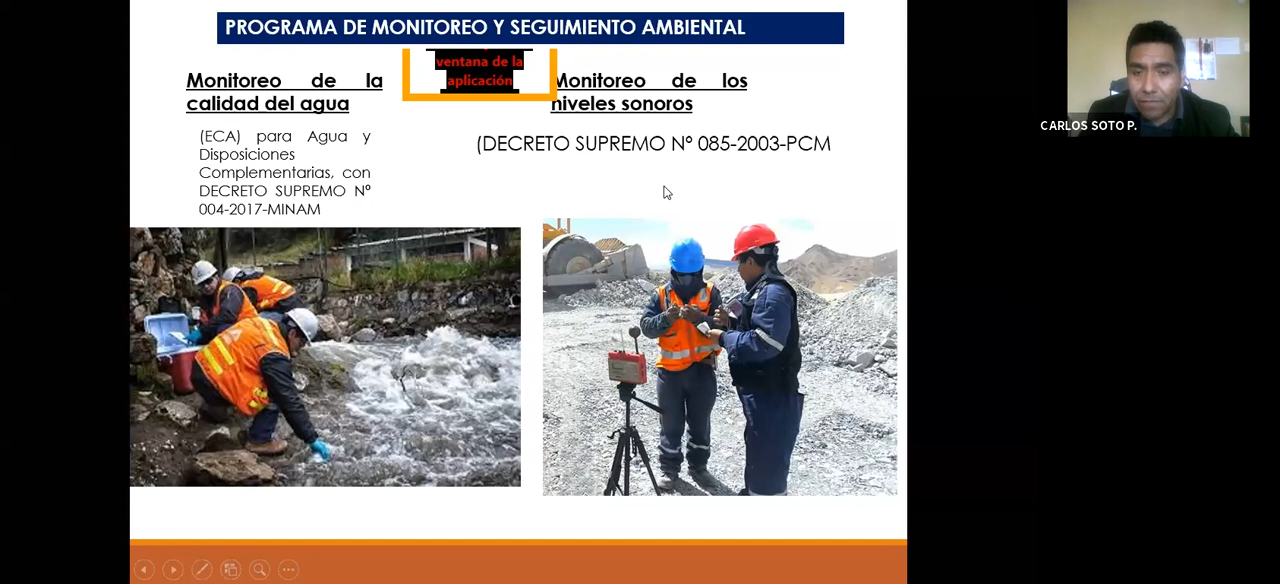 PROGRAMA DE MONITOREO Y SEGUIMIENTO AMBIENTAL
ventana de la
aplicación
Monitoreo de la
calidad del agua
(ECA) para Agua y
Disposiciones
Complementarias, con
DECRETO SUPREMO Nº
004-2017-MINAM
Monitoreo de los
niveles sonoros
(DECRETO SUPREMO Nº 085-2003-PCM
CARLOS SOTO P.